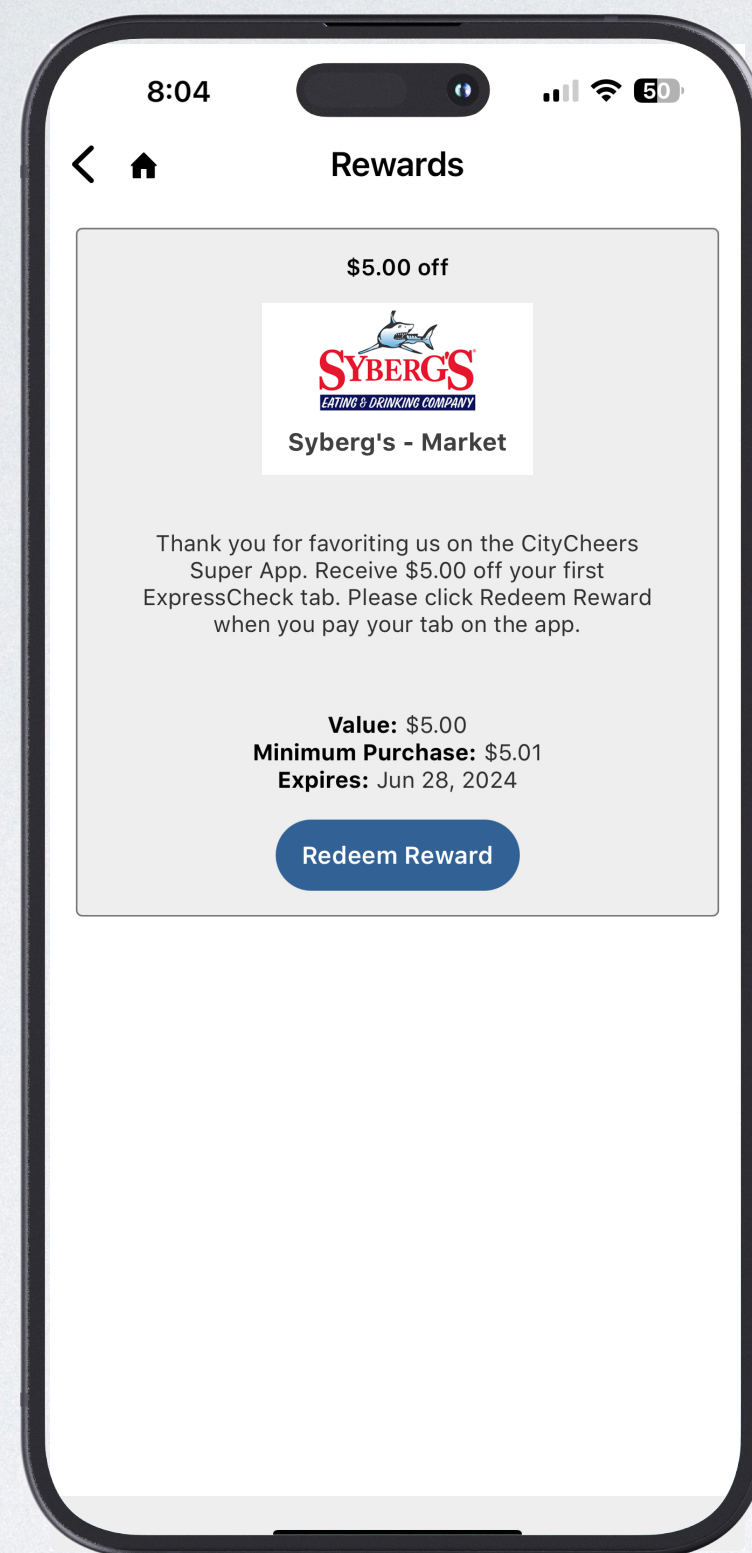 8:04
50
Rewards
$5.00 off
SYBERG'S
EATING & DRINKING COMPANY
Syberg's - Market
Thank you for favoriting us on the CityCheers
Super App. Receive $5.00 off your first
ExpressCheck tab. Please click Redeem Reward
when you pay your tab on the app.
Value: $5.00
Minimum Purchase: $5.01
Expires: Jun 28, 2024
Redeem Reward